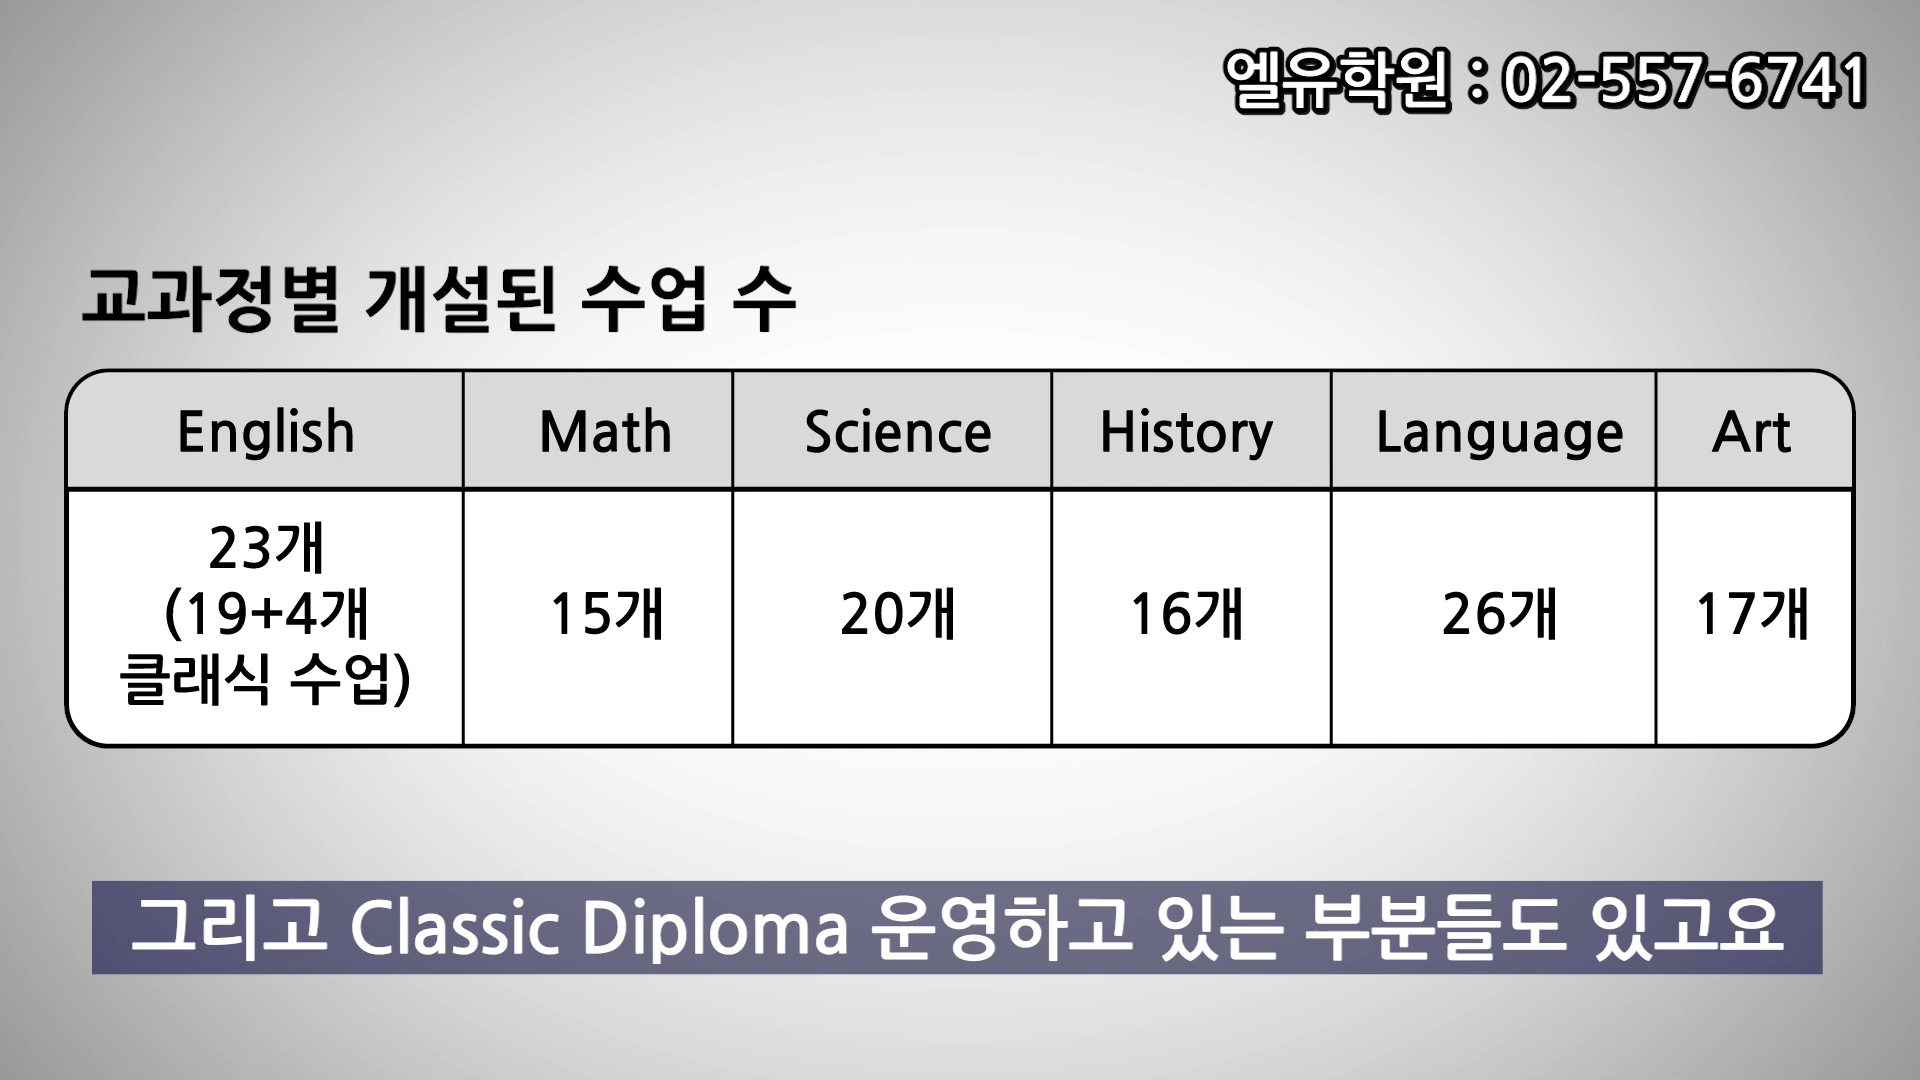 엘유학원 : 02-557-6741
교과정별 개설된 수업 수
English Math Science History Language Art
23개
(19+4개
클래식 수업)
15개 20개 16개 26개 17개
그리고 Classic Diploma 운영하고 있는 부분들도 있고요